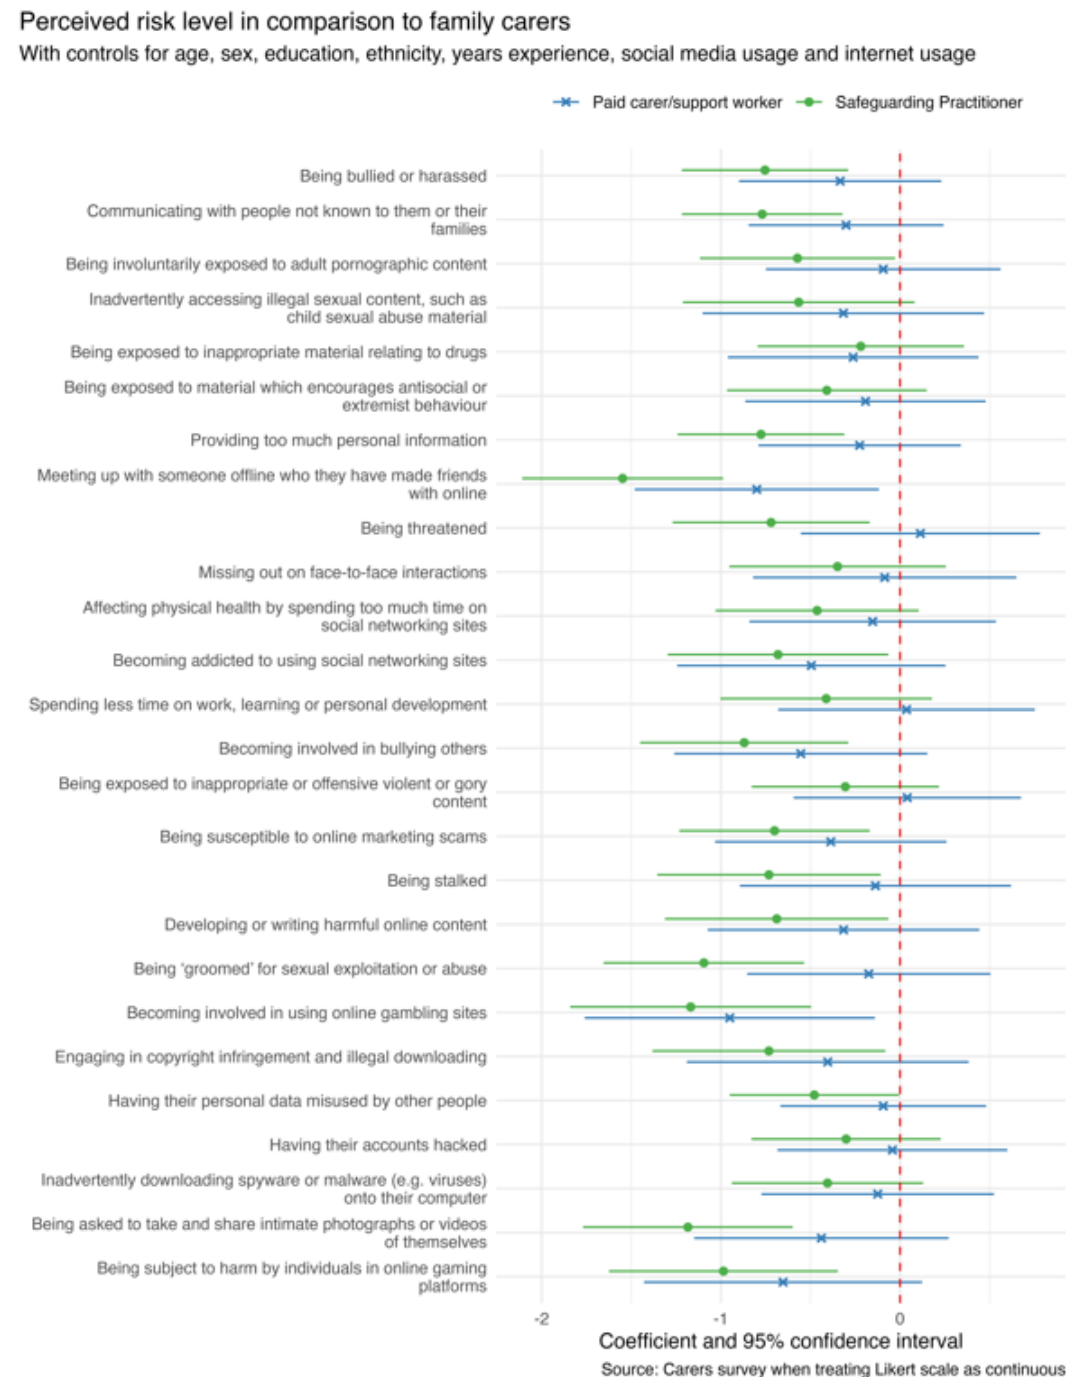 Perceived risk level in comparison to family carers
With controls for age, sex, education, ethnicity, years experience, social media usage and internet usage
Paid carer/support worker
Safeguarding Practitioner
Being bullied or harassed
Communicating with people not known to them or their
families
Being involuntarily exposed to adult pornographic content
Inadvertently accessing illegal sexual content, such as
child sexual abuse material
Being exposed to inappropriate material relating to drugs
Being exposed to material which encourages antisocial or
extremist behaviour
Providing too much personal information
Meeting up with someone offline who they have made friends
with online
Being threatened
Missing out on face-to-face interactions
Affecting physical health by spending too much time on
social networking sites
Becoming addicted to using social networking sites
Spending less time on work, learning or personal development
Becoming involved in bullying others
Being exposed to inappropriate or offensive violent or gory
content
Being susceptible to online marketing scams
Being stalked
Developing or writing harmful online content
Being ‘groomed’ for sexual exploitation or abuse
Becoming involved in using online gambling sites
Engaging in copyright infringement and illegal downloading
Having their personal data misused by other people
Having their accounts hacked
Inadvertently downloading spyware or malware (e.g. viruses)
onto their computer
Being asked to take and share intimate photographs or videos
of themselves
Being subject to harm by individuals in online gaming
platforms
-2 -1 0
Coefficient and 95% confidence interval
Source: Carers survey when treating Likert scale as continuous